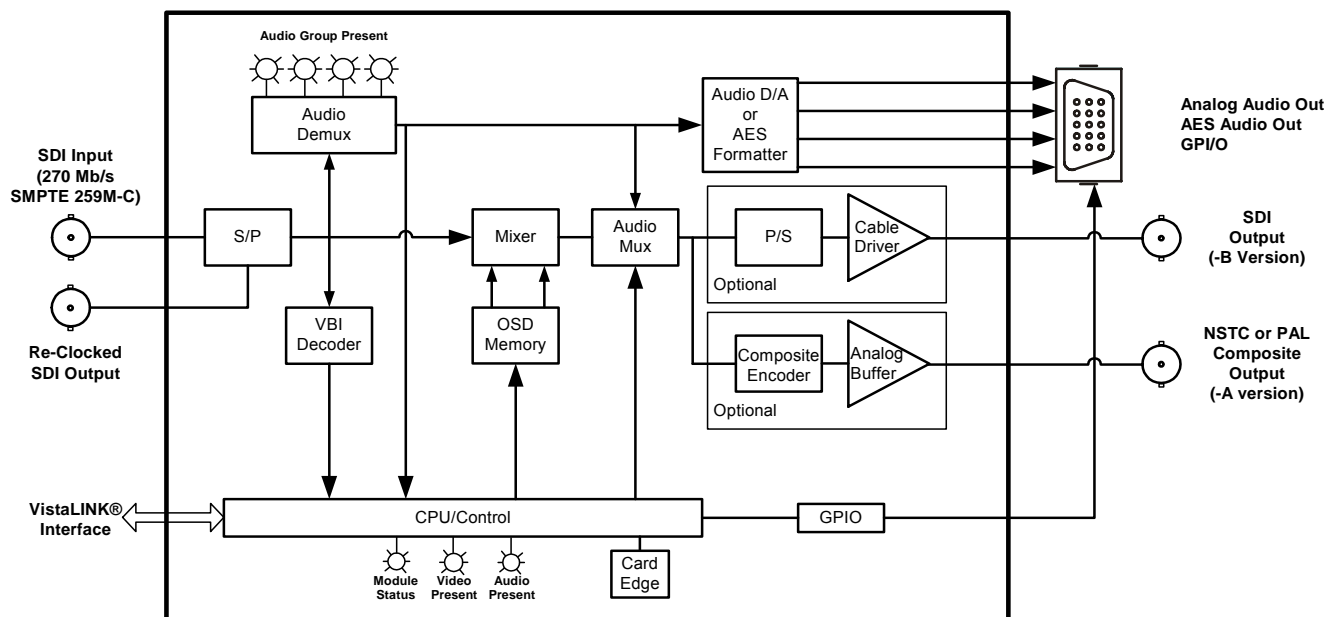 Audio Group Present
Audio
Demux
Audio D/A
or
AES
Formatter
Analog Audio Out
AES Audio Out
GPI/O
SDI Input
(270 Mb/s
SMPTE 259M-C)
S/P
Mixer
Audio
Mux
P/S
Cable
Driver
Optional
SDI
Output
(-B Version)
Re-Clocked
SDI Output
VBI
Decoder
OSD
Memory
Composite
Encoder
Analog
Buffer
Optional
NSTC or PAL
Composite
Output
(-A version)
VistaLINK®
Interface
CPU/Control
GPIO
Module
Status
Video
Present
Audio
Present
Card
Edge